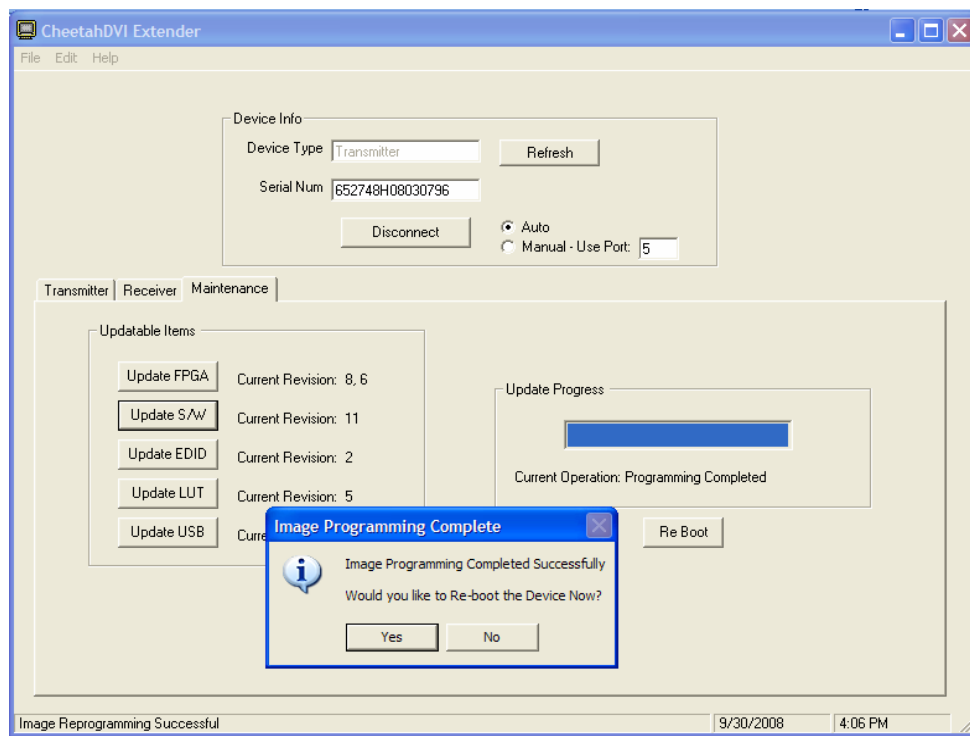 CheetahDVI Extender
File Edit Help
Device Info
Device Type Transmitter Refresh
Serial Num 652748H08030796
Disconnect
Auto
Manual - Use Port: 5
Transmitter Receiver Maintenance
Updatable Items
Update FPGA Current Revision: 8, 6
Update S/W Current Revision: 11
Update EDID Current Revision: 2
Update LUT Current Revision: 5
Update USB
Update Progress
Current Operation: Programming Completed
Re Boot
Image Programming Complete
Image Programming Completed Successfully
Would you like to Re-boot the Device Now?
Yes No
Image Reprogramming Successful 9/30/2008 4:06 PM